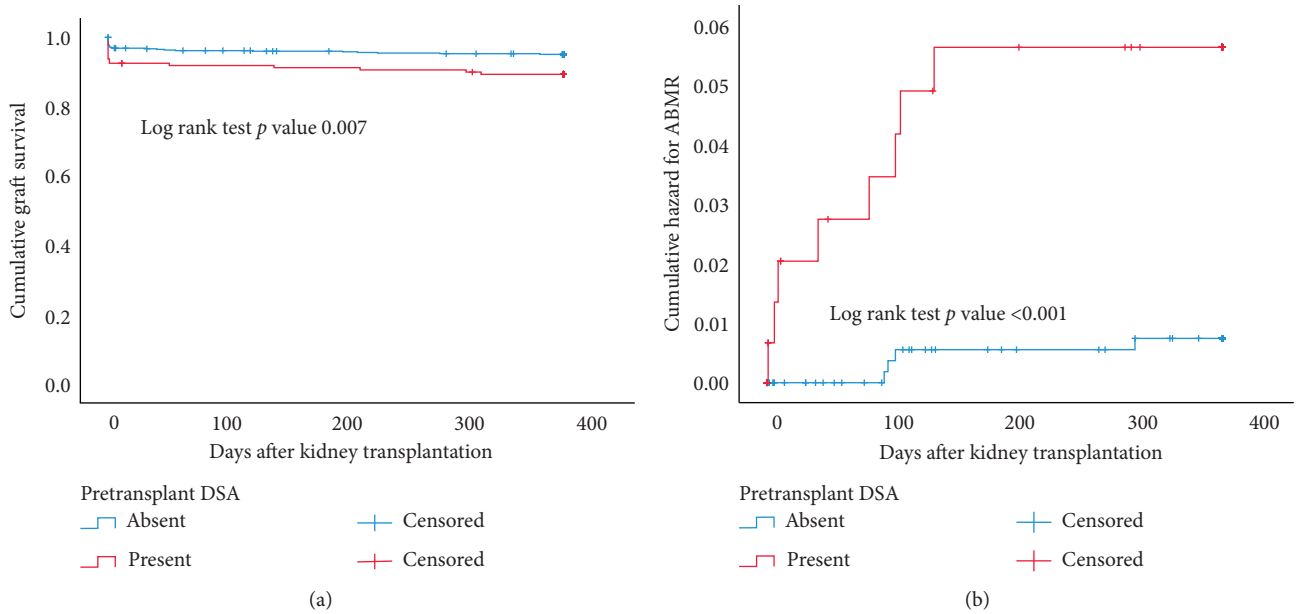 1.0
0.8
0.6
0.4
0.2
0.0
Cumulative graft survival
Log rank test p value 0.007
0 100 200 300 400
Days after kidney transplantation
Pretransplant DSA
Absent Censored
Present Censored
(a)
0.06
0.05
0.04
0.03
0.02
0.01
0.00
Cumulative hazard for ABMR
Log rank test p value <0.001
0 100 200 300 400
Days after kidney transplantation
Pretransplant DSA
Absent Censored
Present Censored
(b)